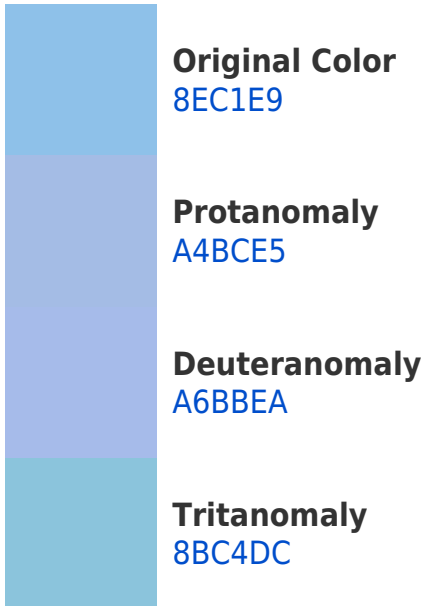 Original Color
8EC1E9
Protanomaly
A4BCE5
Deuteranomaly
A6BBEA
Tritanomaly
8BC4DC